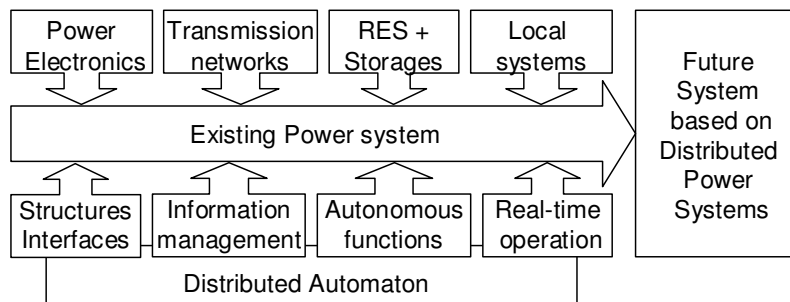 Power
Electronics
Transmission
networks
RES +
Storages
Local
systems
Future
System
based on
Distributed
Power
Systems
Existing Power system
Structures
Interfaces
Information
management
Autonomous
functions
Real-time
operation
Distributed Automaton